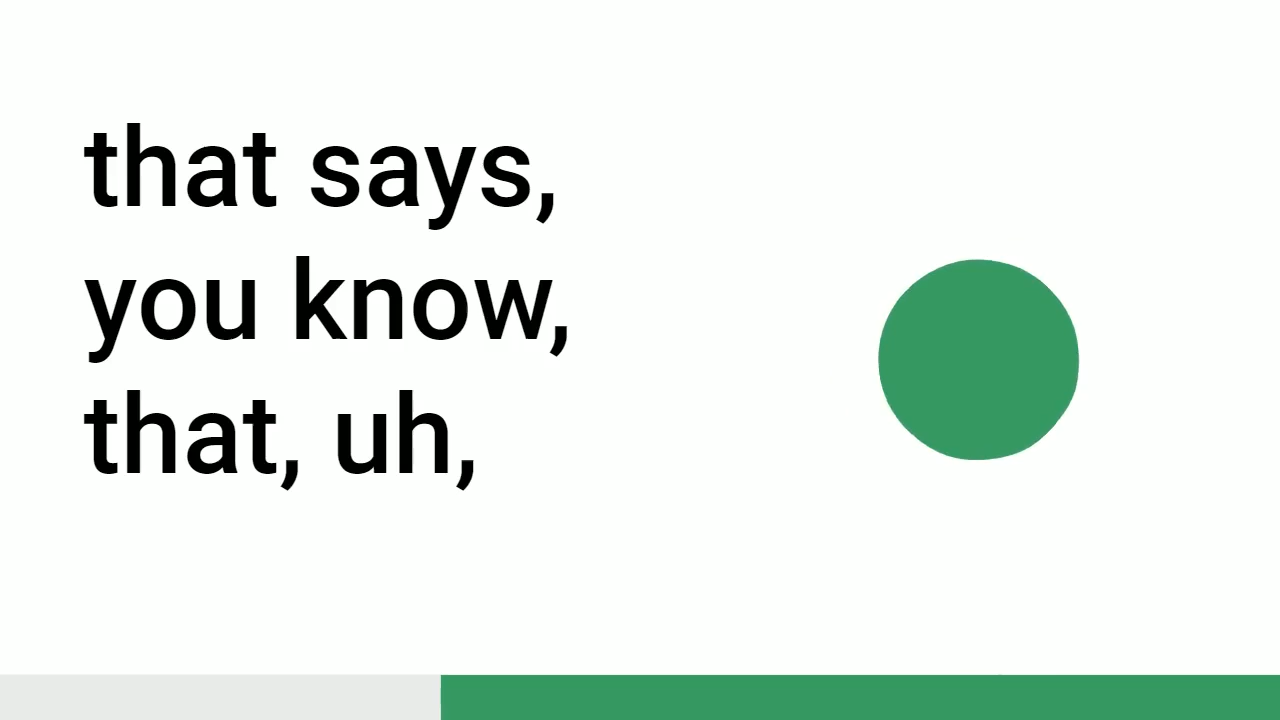 that says,
you know,
that, uh,